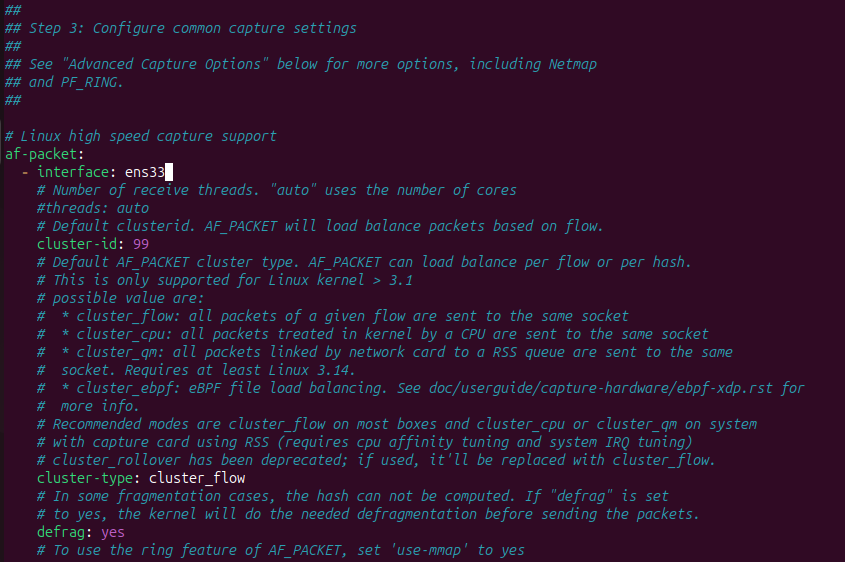 ##
## Step 3: Configure common capture settings
##
## See "Advanced Capture Options" below for more options, including Netmap
## and PF_RING.
##
# Linux high speed capture support
af-packet:
  - interface: ens33
    # Number of receive threads. "auto" uses the number of cores
    #threads: auto
    # Default clusterid. AF_PACKET will load balance packets based on flow.
    cluster-id: 99
    # Default AF_PACKET cluster type. AF_PACKET can load balance per flow or per hash.
    # This is only supported for Linux kernel > 3.1
    # possible value are:
    #  * cluster_flow: all packets of a given flow are sent to the same socket
    #  * cluster_cpu: all packets treated in kernel by a CPU are sent to the same socket
    #  * cluster_qm: all packets linked by network card to a RSS queue are sent to the same
    #  socket. Requires at least Linux 3.14.
    #  * cluster_ebpf: eBPF file load balancing. See doc/userguide/capture-hardware/ebpf-xdp.rst for
    #  more info.
    # Recommended modes are cluster_flow on most boxes and cluster_cpu or cluster_qm on system
    # with capture card using RSS (requires cpu affinity tuning and system IRQ tuning)
    # cluster_rollover has been deprecated; if used, it'll be replaced with cluster_flow.
    cluster-type: cluster_flow
    # In some fragmentation cases, the hash can not be computed. If "defrag" is set
    # to yes, the kernel will do the needed defragmentation before sending the packets.
    defrag: yes
    # To use the ring feature of AF_PACKET, set 'use-mmap' to yes